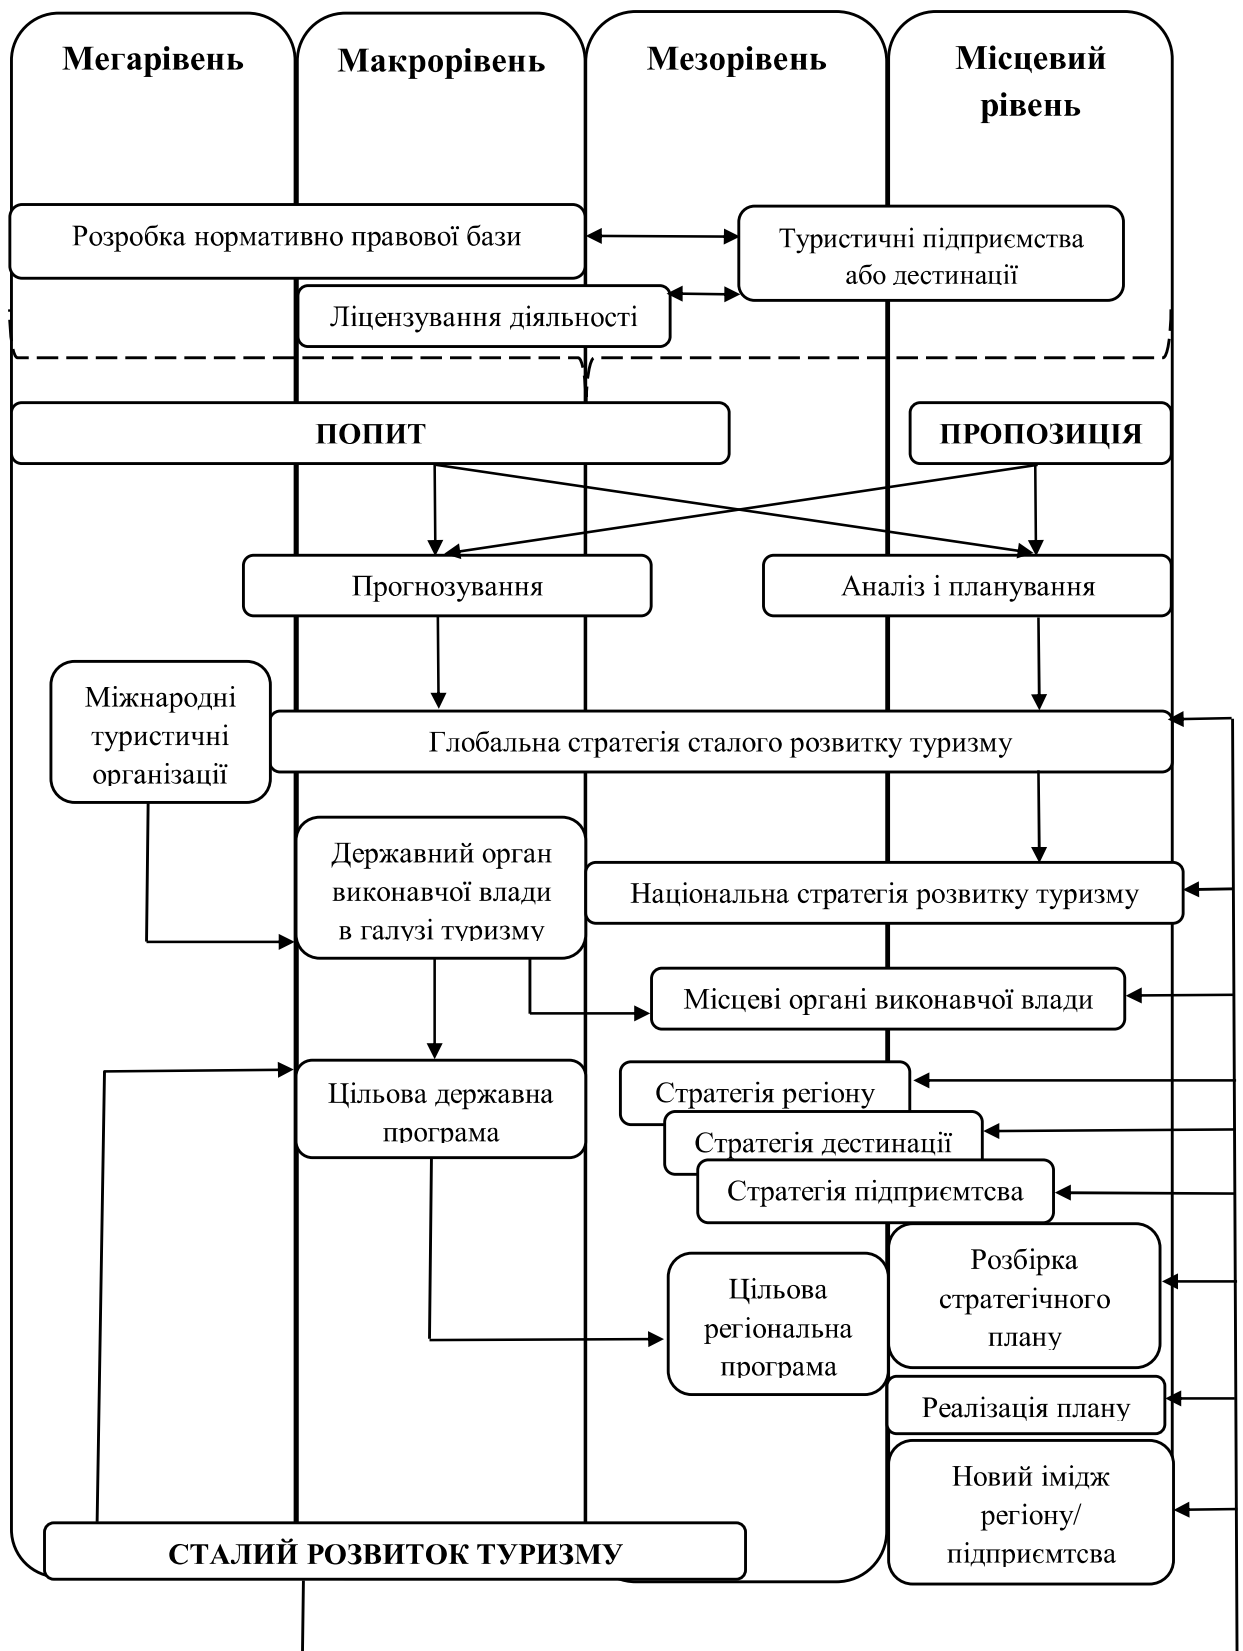 Мегарівень
Макрорівень
Мезорівень
Місцевий
рівень
Розробка нормативно правової бази
Туристичні підприємства
або дестинації
Ліцензування діяльності
ПОПИТ
ПРОПОЗИЦІЯ
Прогнозування
Аналіз і планування
Міжнародні
туристичні
організації
Глобальна стратегія сталого розвитку туризму
Державний орган
виконавчої влади
в галузі туризму
Національна стратегія розвитку туризму
Місцеві органі виконавчої влади
Цільова державна
програма
Стратегія регіону
Стратегія дестинації
Стратегія підприємтсва
Цільова
регіональна
програма
Розбірка
стратегічного
плану
Реалізація плану
Новий імідж
регіону/
підприємтсва
СТАЛИЙ РОЗВИТОК ТУРИЗМУ